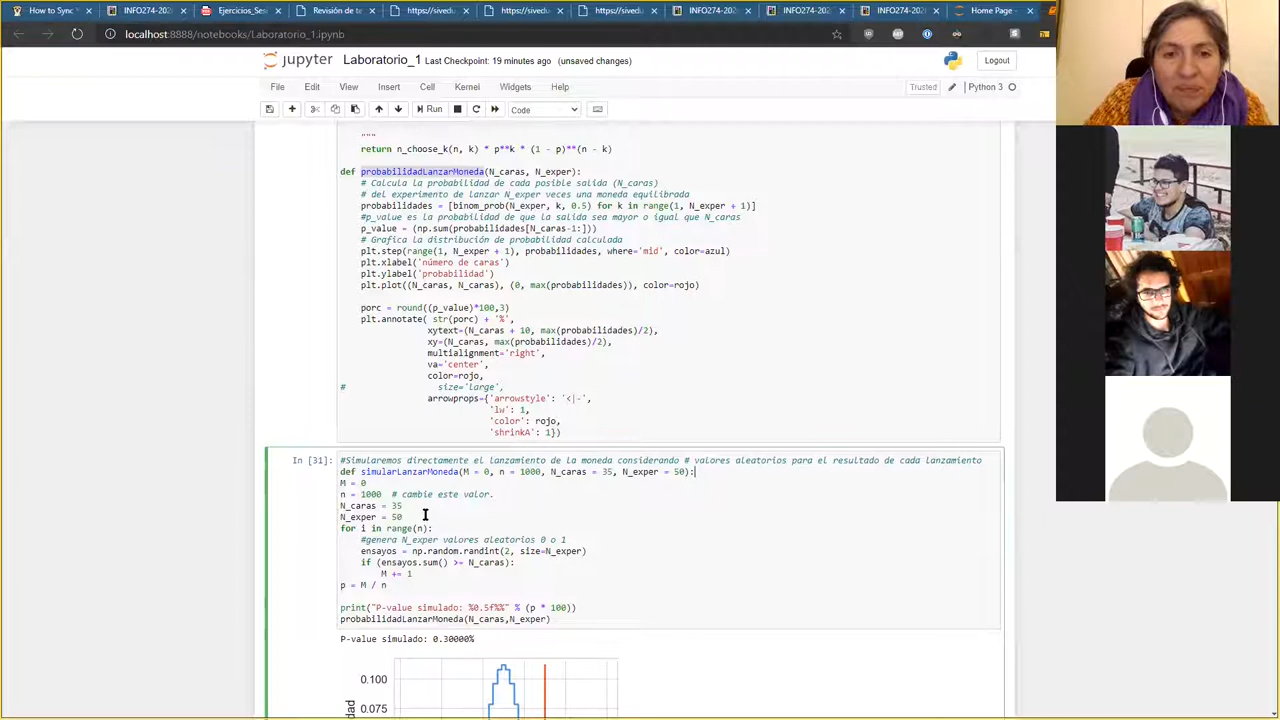 How to Sync
INFO274-202
Ejercicios_Ses
Revisión de te
https://sivedu
https://sivedu
https://sivedu
INFO274-202
INFO274-202
INFO274-202
Home Page -
localhost:8888/notebooks/Laboratorio_1.ipynb
jupyter Laboratorio_1 Last Checkpoint: 19 minutes ago (unsaved changes)
Logout
File Edit View Insert Cell Kernel Widgets Help
Trusted
Python 3
Run
Code
"""
return n_choose_k(n, k) * p**k * (1 - p)**(n - k)
def probabilidadLanzarMoneda(N_caras, N_exper):
# Calcula la probabilidad de cada posible salida (N_caras)
# del experimento de lanzar N_exper veces una moneda equilibrada
probabilidades = [binom_prob(N_exper, k, 0.5) for k in range(1, N_exper + 1)]
#p_value es la probabilidad de que la salida sea mayor o igual que N_caras
p_value = (np.sum(probabilidades[N_caras-1:]))
# Grafica la distribución de probabilidad calculada
plt.step(range(1, N_exper + 1), probabilidades, where='mid', color=azul)
plt.xlabel('número de caras')
plt.ylabel('probabilidad')
plt.plot((N_caras, N_caras), (0, max(probabilidades)), color=rojo)
porc = round((p_value)*100,3)
plt.annotate( str(porc) + '%',
xytext=(N_caras + 10, max(probabilidades)/2),
xy=(N_caras, max(probabilidades)/2),
multialignment='right',
va='center',
color=rojo,
# size='large',
arrowprops={'arrowstyle': '<|-',
'lw': 1,
'color': rojo,
'shrinkA': 1})
In [31]:
#Simularemos directamente el lanzamiento de la moneda considerando # valores aleatorios para el resultado de cada lanzamiento
def simularLanzarMoneda(M = 0, n = 1000, N_caras = 35, N_exper = 50):
M = 0
n = 1000 # cambie este valor.
N_caras = 35
N_exper = 50
for i in range(n):
#genera N_exper valores aleatorios 0 o 1
ensayos = np.random.randint(2, size=N_exper)
if (ensayos.sum() >= N_caras):
M += 1
p = M / n
print("P-value simulado: %0.5f%%" % (p * 100))
probabilidadLanzarMoneda(N_caras,N_exper)
P-value simulado: 0.30000%
0.100
0.075